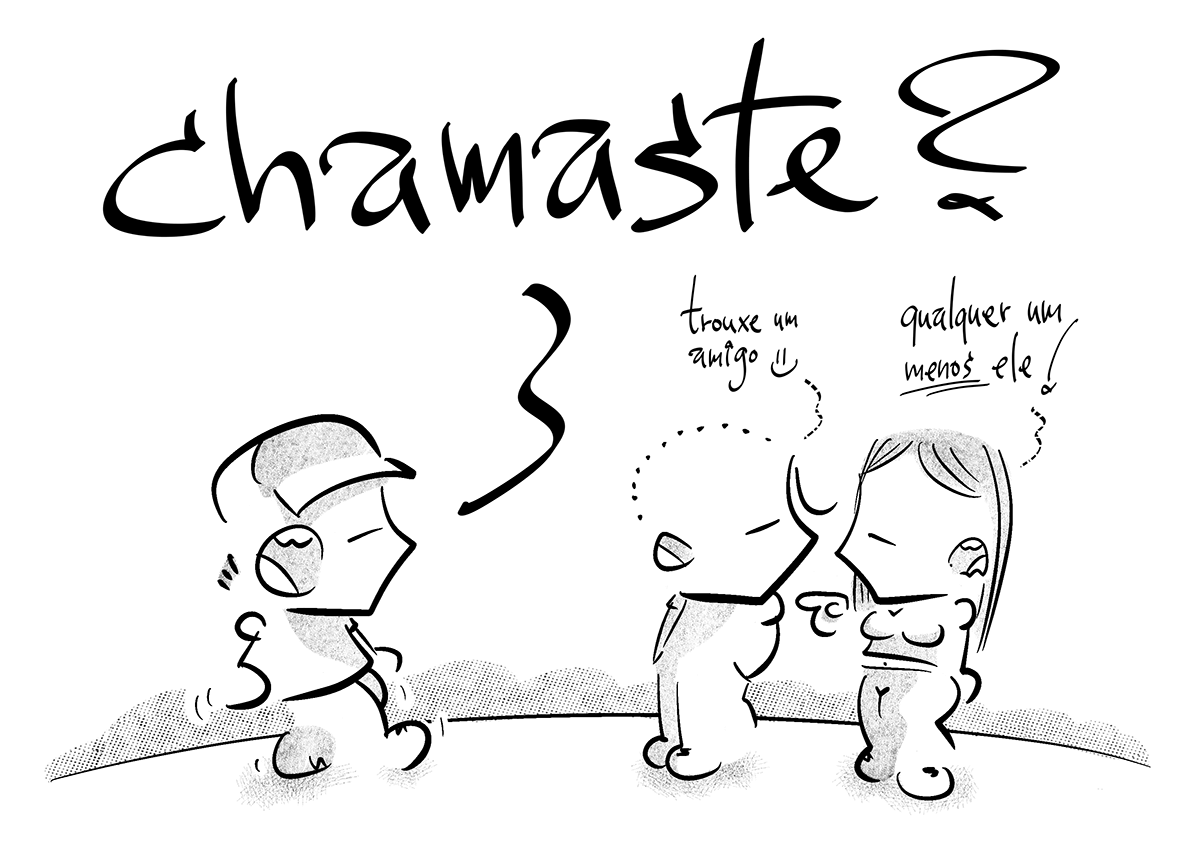 chamaste?
trouxe um
amigo :)
qualquer um
menos ele!